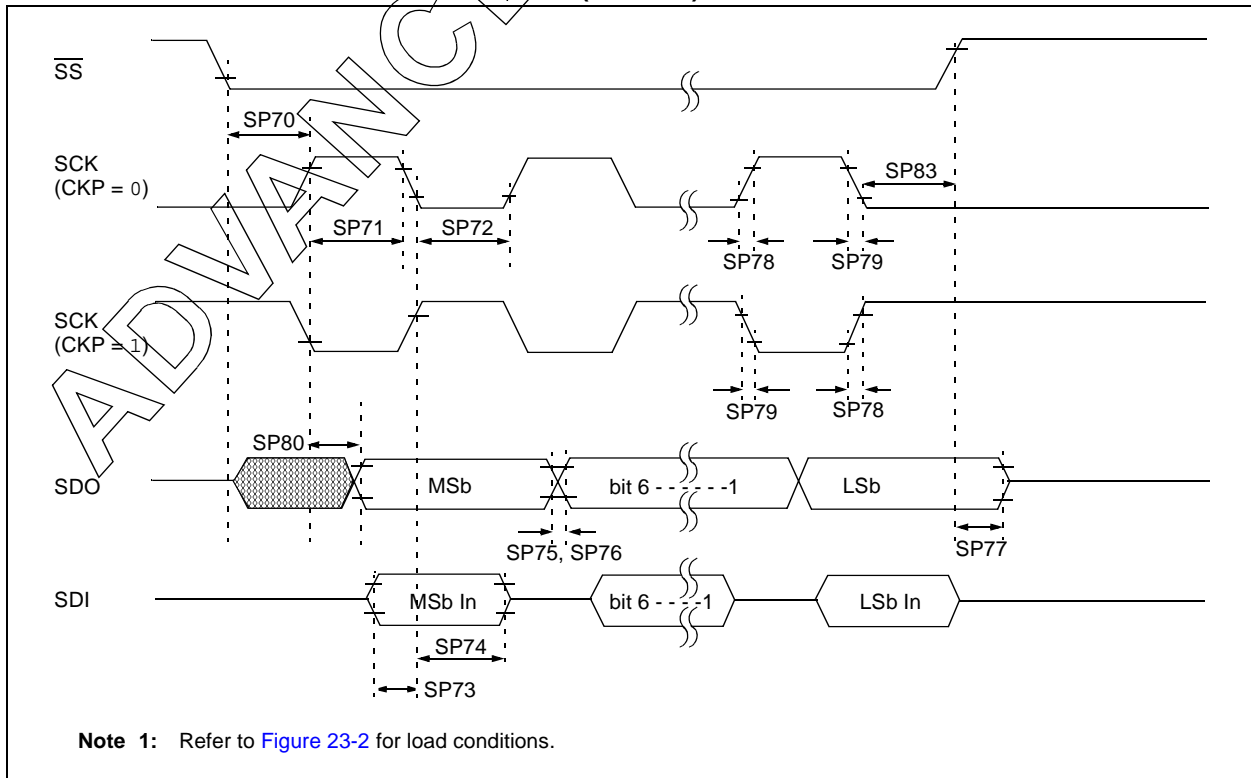 SS
SP70
SCK
(CKP = 0)
SP83
SP71
SP72
SP78
SP79
SCK
(CKP = 1)
SP79
SP78
SP80
SDO
MSb
bit 6 - - - - - -1
LSb
SP75, SP76
SP77
SDI
MSb In
bit 6 - - - -1
LSb In
SP74
SP73
Note 1: Refer to Figure 23-2 for load conditions.